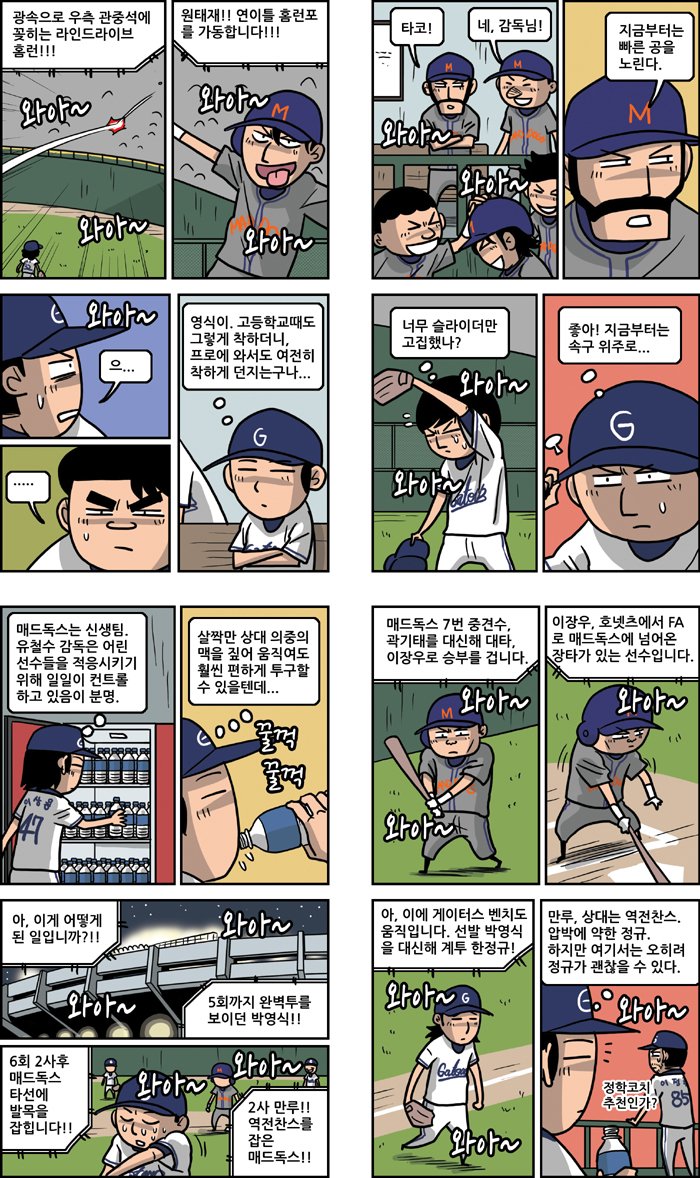 광속으로 우측 관중석에
꽂히는 라인드라이브
홈런!!!
와아~
와아~
원태재!! 연이틀 홈런포
를 가동합니다!!!
와아~
M
와아~
타코!
네, 감독님!
M
와아~
와아~
지금부터는
빠른 공을
노린다.
M
G
와아~
으...
......
영식이. 고등학교때도
그렇게 착하더니,
프로에 와서도 여전히
착하게 던지는구나...
G
너무 슬라이더만
고집했나?
와아~
와아~
Gators
좋아! 지금부터는
속구 위주로...
G
매드독스는 신생팀.
유철수 감독은 어린
선수들을 적응시키기
위해 일일이 컨트롤
하고 있음이 분명.
G
이상용
47
살짝만 상대 의중의
맥을 짚어 움직여도
훨씬 편하게 투구할
수 있을텐데...
G
꿀꺽
꿀꺽
매드독스 7번 중견수,
곽기태를 대신해 대타,
이장우로 승부를 겁니다.
와아~
M
와아~
이장우, 호넷츠에서 FA
로 매드독스에 넘어온
장타가 있는 선수입니다.
와아~
아, 이게 어떻게
된 일입니까?!!
와아~
와아~
5회까지 완벽투를
보이던 박영식!!
6회 2사후
매드독스
타선에
발목을
잡힙니다!!
와아~
와아~
2사 만루!!
역전찬스를
잡은
매드독스!!
아, 이에 게이터스 벤치도
움직입니다. 선발 박영식
을 대신해 계투 한정규!
와아~
G
Gators
와아~
만루, 상대는 역전찬스.
압박에 약한 정규.
하지만 여기서는 오히려
정규가 괜찮을 수 있다.
G
와아~
정학코치
추천인가?
85